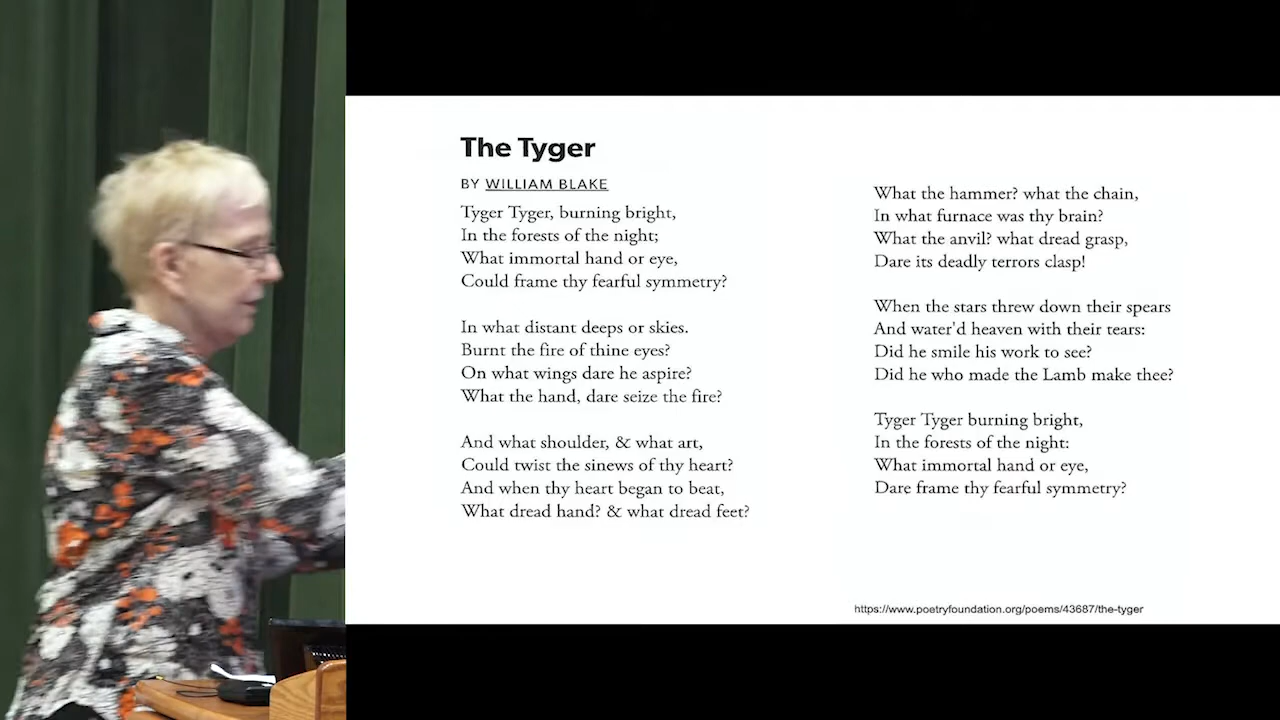 The Tyger
BY WILLIAM BLAKE
Tyger Tyger, burning bright,
In the forests of the night;
What immortal hand or eye,
Could frame thy fearful symmetry?
In what distant deeps or skies.
Burnt the fire of thine eyes?
On what wings dare he aspire?
What the hand, dare seize the fire?
And what shoulder, & what art,
Could twist the sinews of thy heart?
And when thy heart began to beat,
What dread hand? & what dread feet?
What the hammer? what the chain,
In what furnace was thy brain?
What the anvil? what dread grasp,
Dare its deadly terrors clasp!
When the stars threw down their spears
And water'd heaven with their tears:
Did he smile his work to see?
Did he who made the Lamb make thee?
Tyger Tyger burning bright,
In the forests of the night:
What immortal hand or eye,
Dare frame thy fearful symmetry?
https://www.poetryfoundation.org/poems/43687/the-tyger